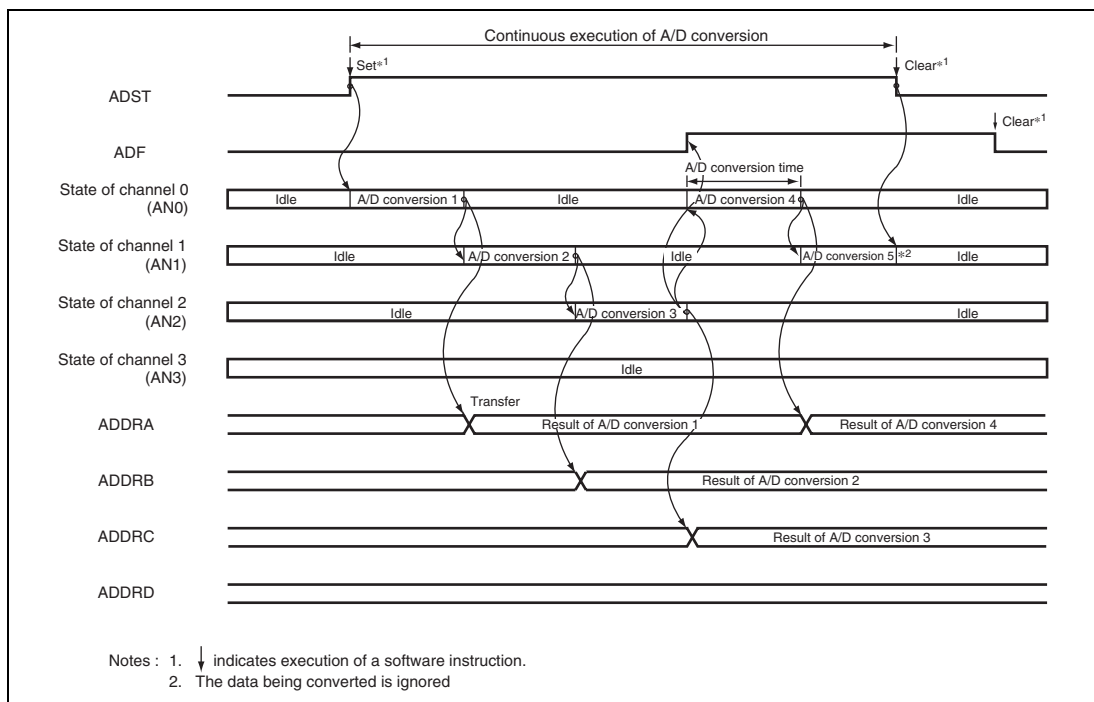 Continuous execution of A/D conversion
Set*1
Clear*1
ADST
Clear*1
ADF
A/D conversion time
State of channel 0
(AN0)
Idle
A/D conversion 1
Idle
A/D conversion 4
Idle
State of channel 1
(AN1)
Idle
A/D conversion 2
Idle
A/D conversion 5
*2
Idle
State of channel 2
(AN2)
Idle
A/D conversion 3
Idle
State of channel 3
(AN3)
Idle
Transfer
ADDRA
Result of A/D conversion 1
Result of A/D conversion 4
ADDRB
Result of A/D conversion 2
ADDRC
Result of A/D conversion 3
ADDRD
Notes : 1. ↓ indicates execution of a software instruction.
2. The data being converted is ignored